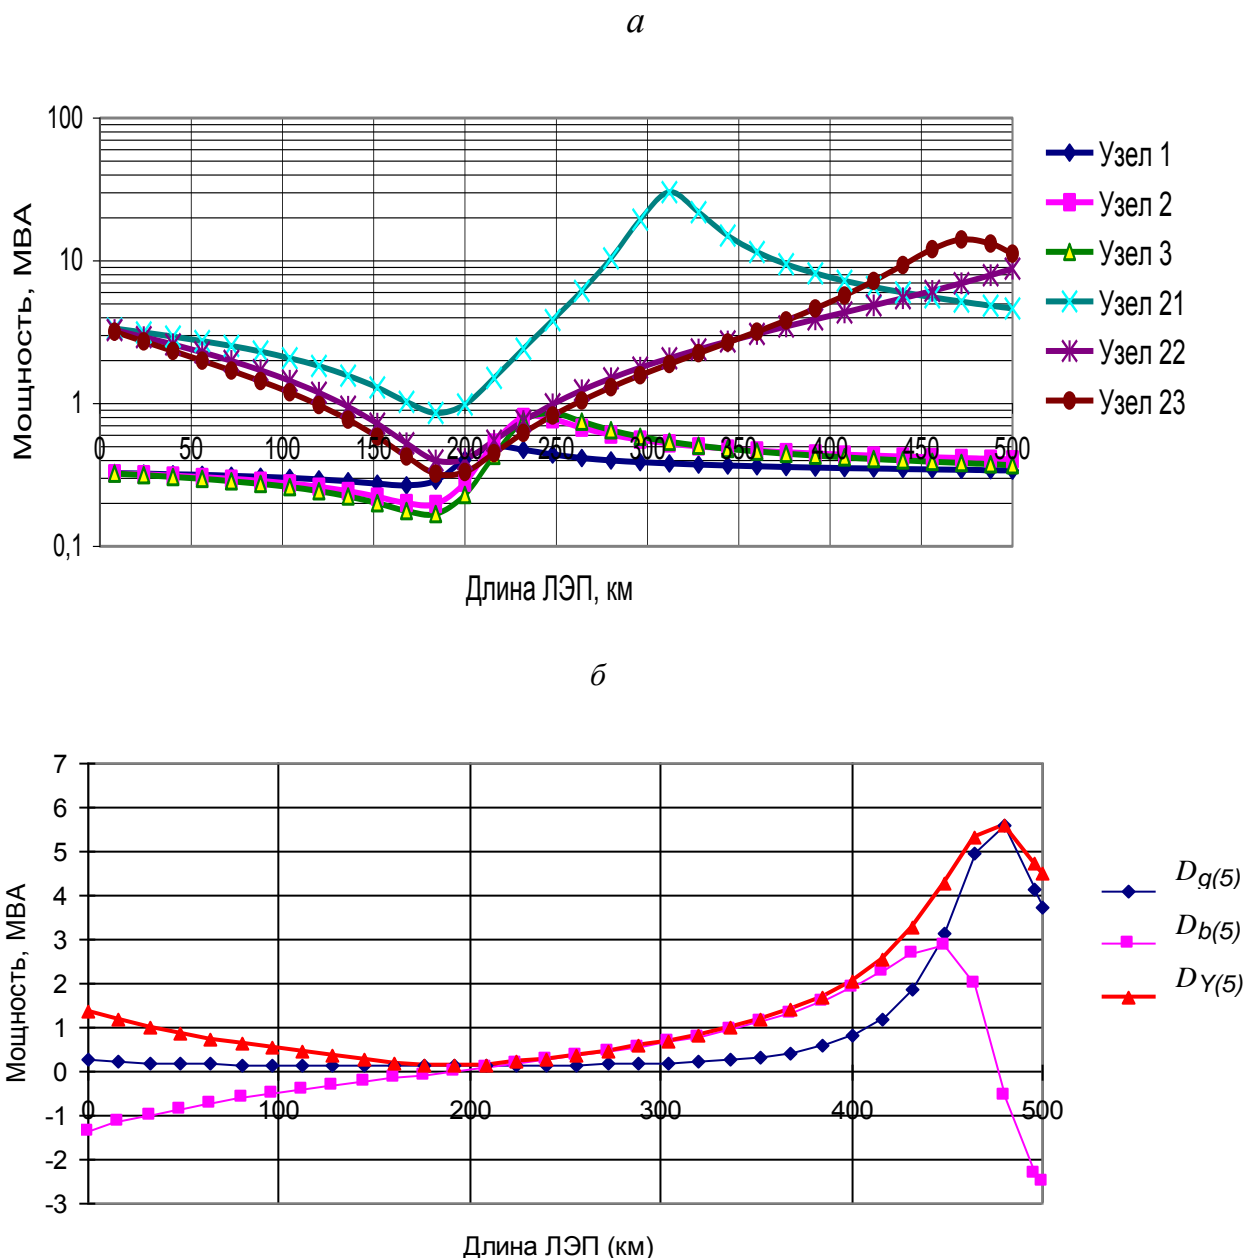 а
100
10
1
0,1
Мощность, МВА
0 50 100 150 200 250 300 350 400 450 500
Длина ЛЭП, км
Узел 1
Узел 2
Узел 3
Узел 21
Узел 22
Узел 23
б
7
6
5
4
3
2
1
0
-1
-2
-3
Мощность, МВА
0 100 200 300 400 500
Длина ЛЭП (км)
Dg(5)
Db(5)
DY(5)